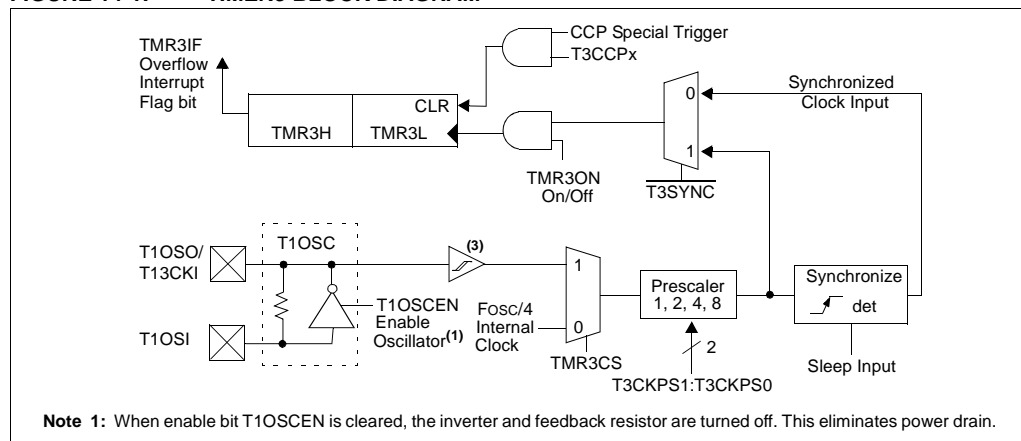 CCP Special Trigger
T3CCPx
TMR3IF
Overflow
Interrupt
Flag bit
Synchronized
Clock Input
0
CLR
TMR3H
TMR3L
1
TMR3ON
On/Off
T3SYNC
T1OSC
(3)
T1OSO/
T13CKI
1
Prescaler
1, 2, 4, 8
Synchronize
det
T1OSCEN
Enable
Oscillator(1)
FOSC/4
Internal
Clock
0
T1OSI
2
TMR3CS
Sleep Input
T3CKPS1:T3CKPS0
Note 1: When enable bit T1OSCEN is cleared, the inverter and feedback resistor are turned off. This eliminates power drain.